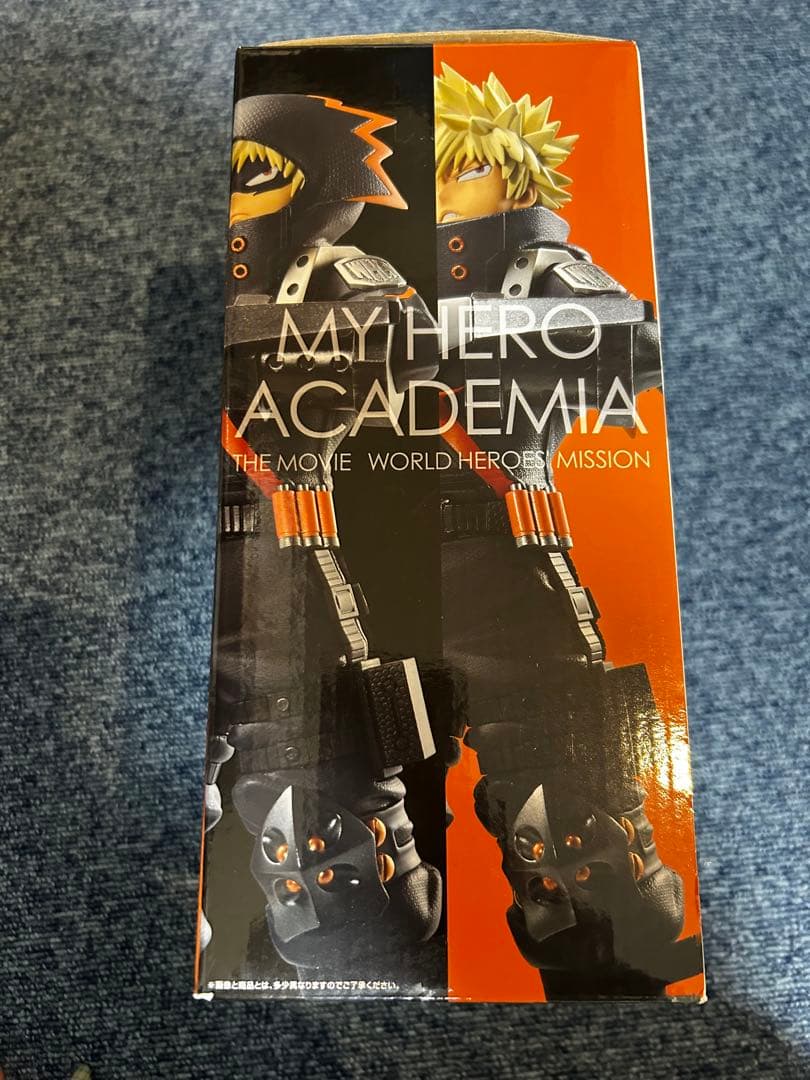 MY HERO
ACADEMIA
THE MOVIE WORLD HEROES MISSION
※画像と商品とは、多少異なりますのでご了承ください。